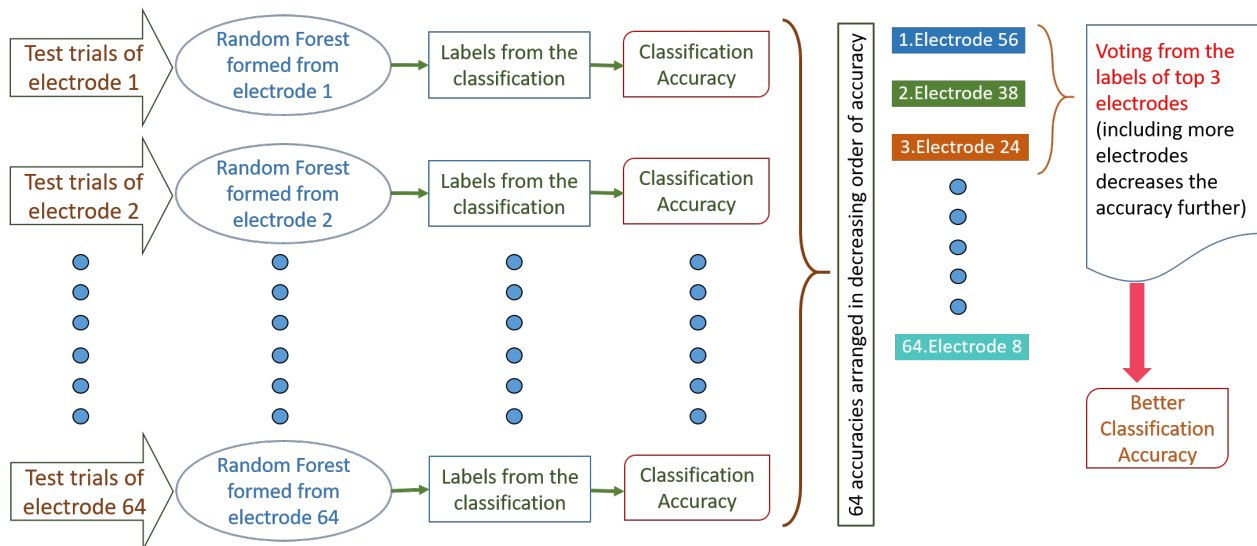 Test trials of
electrode 1
Random Forest
formed from
electrode 1
Labels from the
classification
Classification
Accuracy
Test trials of
electrode 2
Random Forest
formed from
electrode 2
Labels from the
classification
Classification
Accuracy
Test trials of
electrode 64
Random Forest
formed from
electrode 64
Labels from the
classification
Classification
Accuracy
64 accuracies arranged in decreasing order of accuracy
1.Electrode 56
2.Electrode 38
3.Electrode 24
64.Electrode 8
Voting from the
labels of top 3
electrodes
(including more
electrodes
decreases the
accuracy further)
Better
Classification
Accuracy